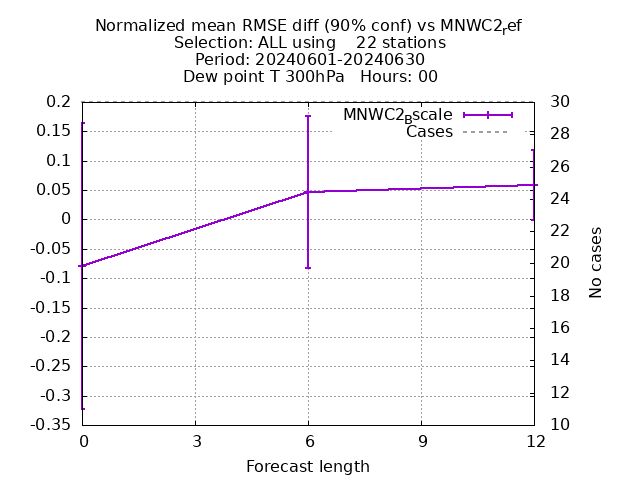 Normalized mean RMSE diff (90% conf) vs MNWC2_ref
Selection: ALL using    22 stations
Period: 20240601-20240630
Dew point T 300hPa   Hours: 00
MNWC2_Bscale
Cases
0.2
0.15
0.1
0.05
0
-0.05
-0.1
-0.15
-0.2
-0.25
-0.3
-0.35
30
28
26
24
22
20
18
16
14
12
10
No cases
0 3 6 9 12
Forecast length